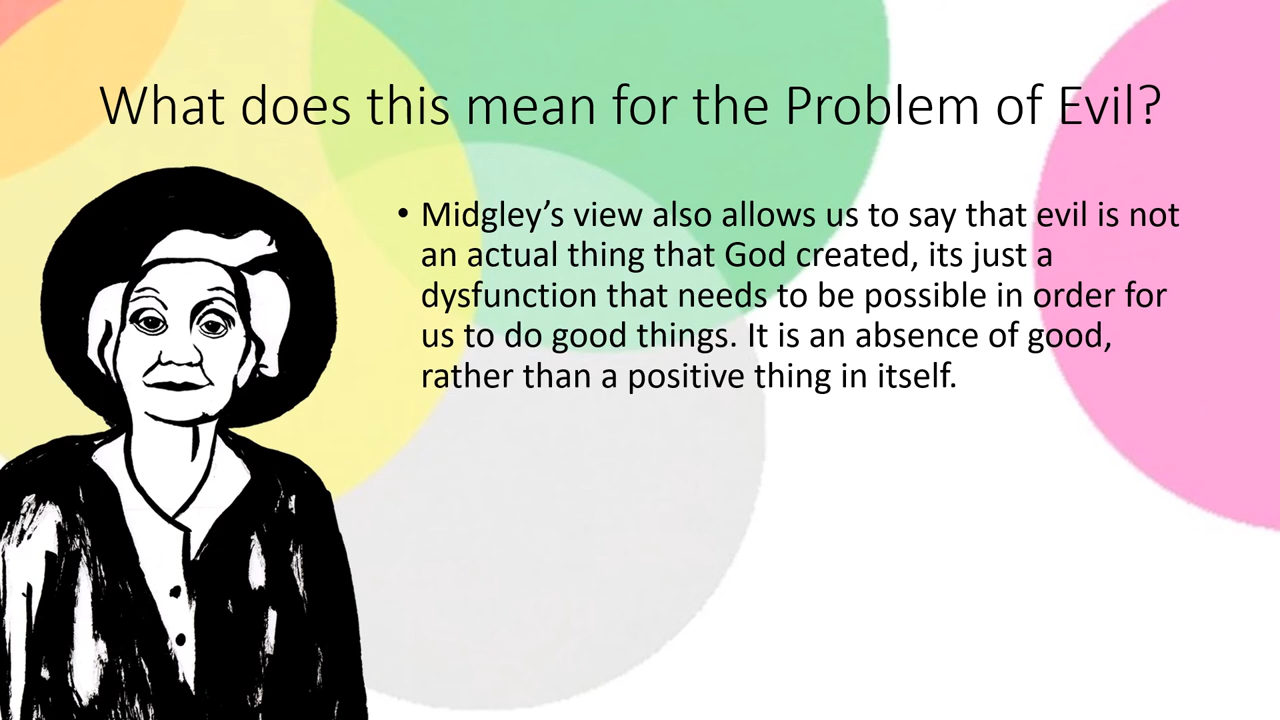 What does this mean for the Problem of Evil?
• Midgley’s view also allows us to say that evil is not
an actual thing that God created, its just a
dysfunction that needs to be possible in order for
us to do good things. It is an absence of good,
rather than a positive thing in itself.